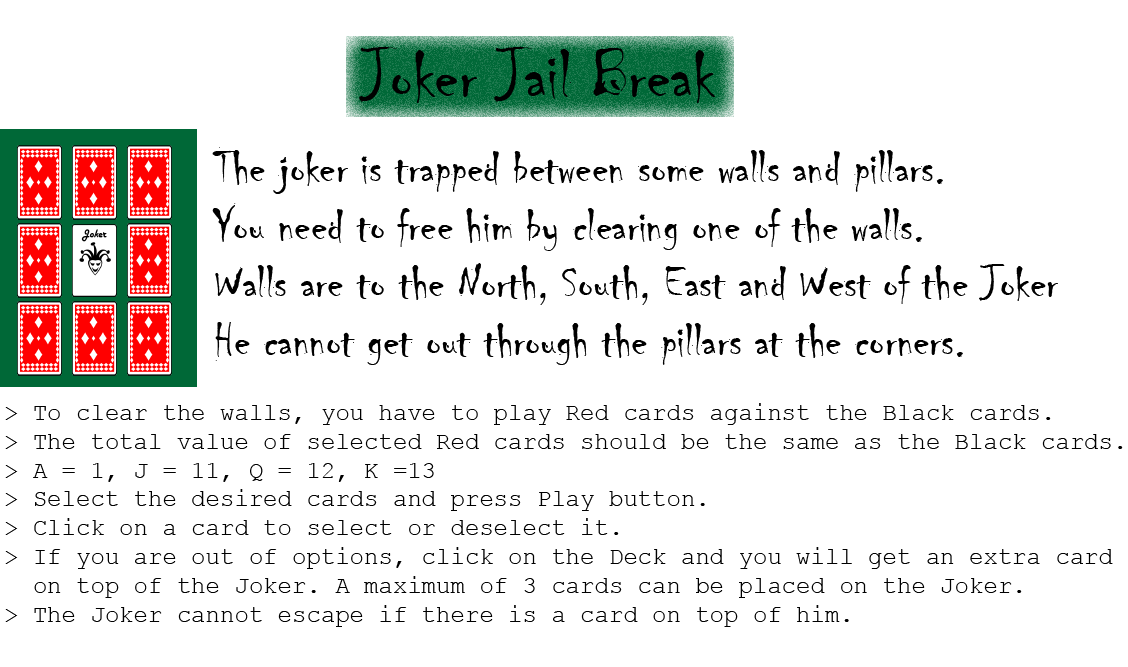 Joker Jail Break
The joker is trapped between some walls and pillars.
You need to free him by clearing one of the walls.
Joker
Walls are to the North, South, East and West of the Joker
He cannot get out through the pillars at the corners.
> To clear the walls, you have to play Red cards against the Black cards.
> The total value of selected Red cards should be the same as the Black cards.
> A = 1, J = 11, Q = 12, K =13
> Select the desired cards and press Play button.
> Click on a card to select or deselect it.
> If you are out of options, click on the Deck and you will get an extra card
on top of the Joker. A maximum of 3 cards can be placed on the Joker.
> The Joker cannot escape if there is a card on top of him.